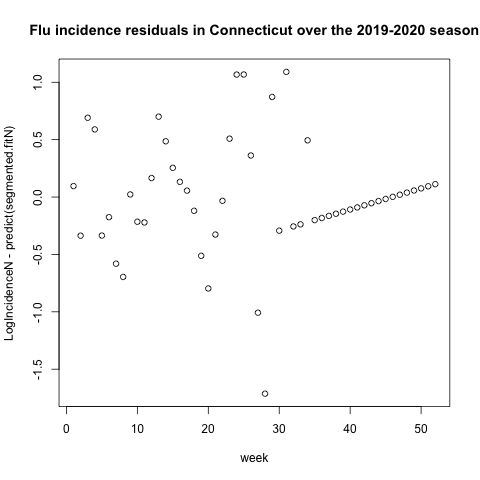 Flu incidence residuals in Connecticut over the 2019-2020 season
LogIncidenceN - predict(segmented.fitN)
1.0
0.5
0.0
-0.5
-1.0
-1.5
0 10 20 30 40 50
week